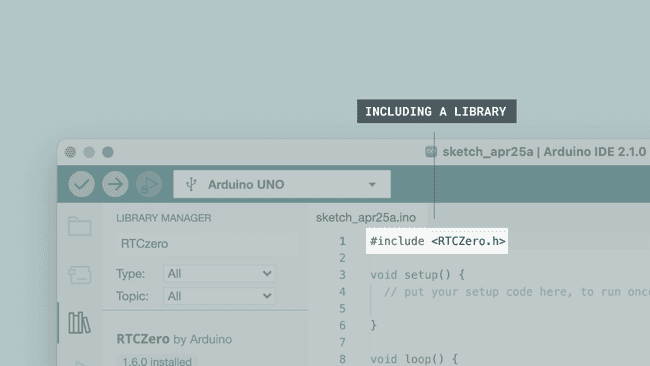 INCLUDING A LIBRARY
sketch_apr25a | Arduino IDE 2.1.0
Arduino UNO
LIBRARY MANAGER
RTCzero
Type: All
Topic: All
RTCZero by Arduino
1.6.0 installed
sketch_apr25a.ino
1 #include <RTCZero.h>
2
3 void setup() {
4 // put your setup code here, to run once
5
6 }
7
8 void loop() {